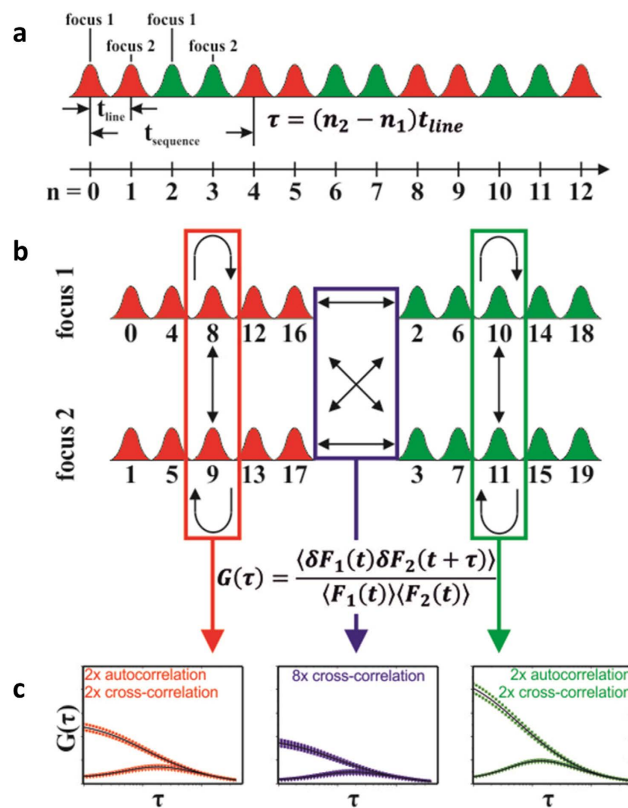 a
focus 1 focus 1
focus 2 focus 2
t_line
t_sequence
τ = (n₂ − n₁)t_line
n = 0 1 2 3 4 5 6 7 8 9 10 11 12
b
focus 1
0 4 8 12 16 2 6 10 14 18
focus 2
1 5 9 13 17 3 7 11 15 19
G(τ) = ⟨δF₁(t)δF₂(t + τ)⟩ / ⟨F₁(t)⟩⟨F₂(t)⟩
c
2x autocorrelation
2x cross-correlation
8x cross-correlation
2x autocorrelation
2x cross-correlation
G(τ)
τ τ τ